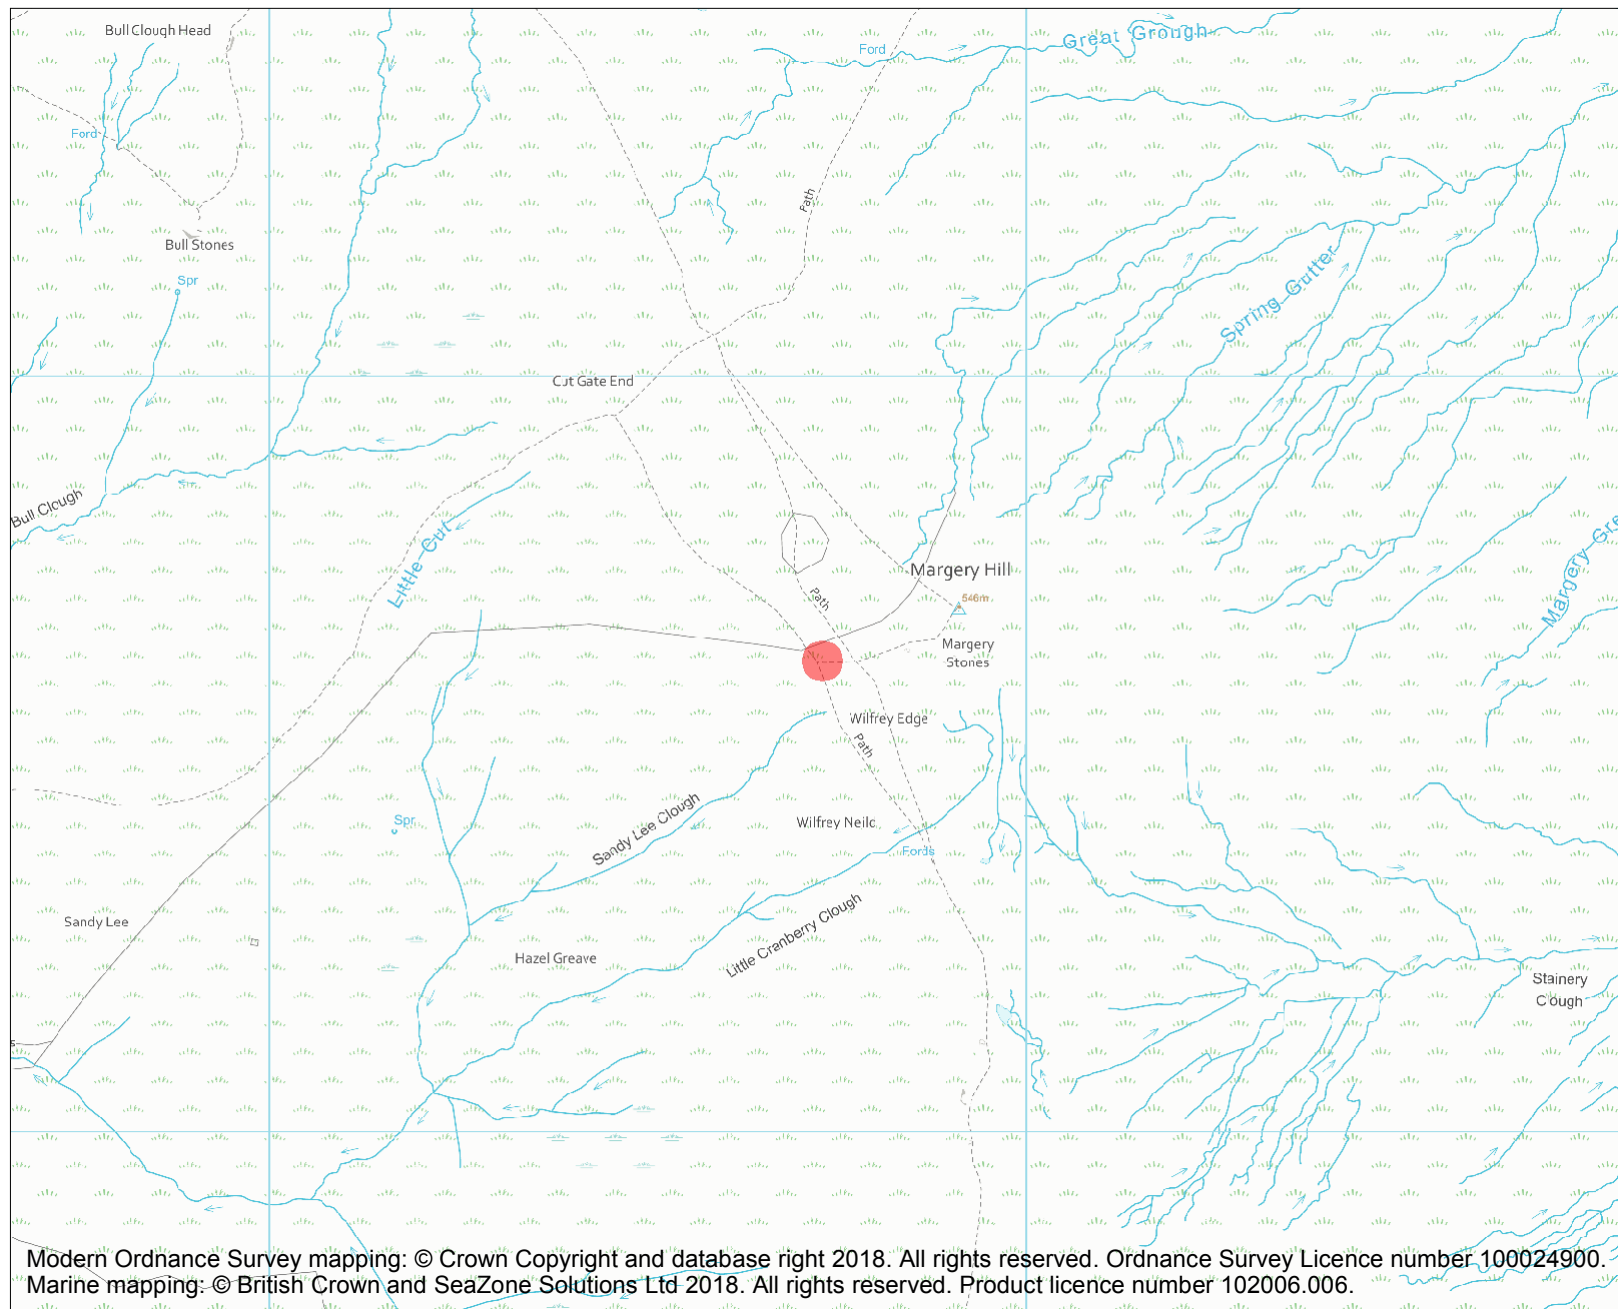 Bull Clough Head
Great Grough
Ford
Ford
Path
Bull Stones
Spr
Spring Gutter
Cut Gate End
Bull Clough
Little Cut
Margery Hill
Path
546m
Margery
Stones
Wilfrey Edge
Path
Spr
Sandy Lee Clough
Wilfrey Neild
Fords
Sandy Lee
Little Cranberry Clough
Hazel Greave
Stainery
Clough
Margery Gre
s
Modern Ordnance Survey mapping: © Crown Copyright and database right 2018. All rights reserved. Ordnance Survey Licence number 100024900.
Marine mapping: © British Crown and SeaZone Solutions Ltd 2018. All rights reserved. Product licence number 102006.006.